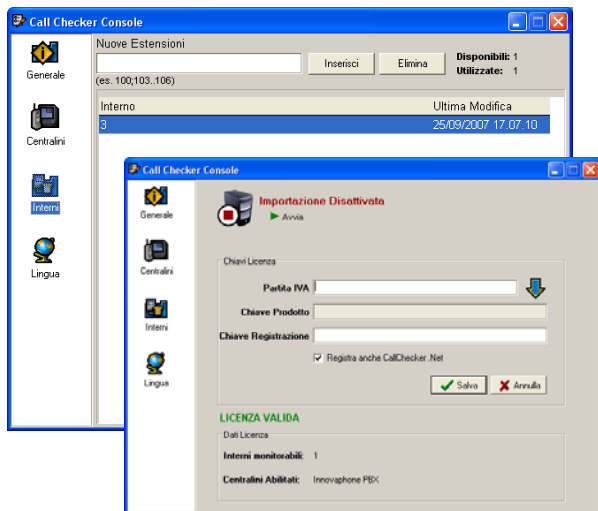 Call Checker Console
Generale
Centralini
Interni
Lingua
Nuove Estensioni
Inserisci
Elimina
Disponibili: 1
Utilizzate: 1
(es. 100;103..106)
Interno Ultima Modifica
3 25/09/2007 17.07.10
Call Checker Console
Generale
Centralini
Interni
Lingua
Importazione Disattivata
Avvia
Chiavi Licenza
Partita IVA
Chiave Prodotto
Chiave Registrazione
Registra anche CallChecker .Net
Salva
Annulla
LICENZA VALIDA
Dati Licenza
Interni monitorabili: 1
Centralini Abilitati: Innovaphone PBX